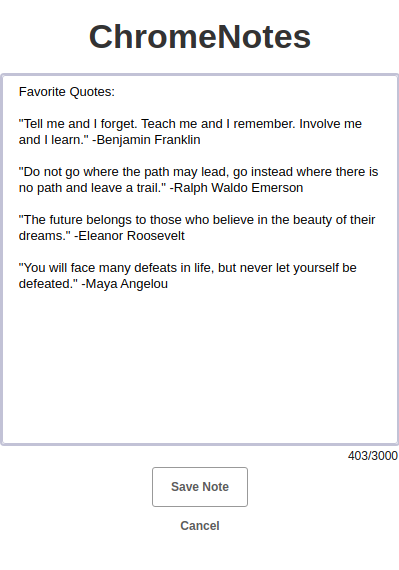 ChromeNotes
Favorite Quotes:
"Tell me and I forget. Teach me and I remember. Involve me
and I learn." -Benjamin Franklin
"Do not go where the path may lead, go instead where there is
no path and leave a trail." -Ralph Waldo Emerson
"The future belongs to those who believe in the beauty of their
dreams." -Eleanor Roosevelt
"You will face many defeats in life, but never let yourself be
defeated." -Maya Angelou
403/3000
Save Note
Cancel